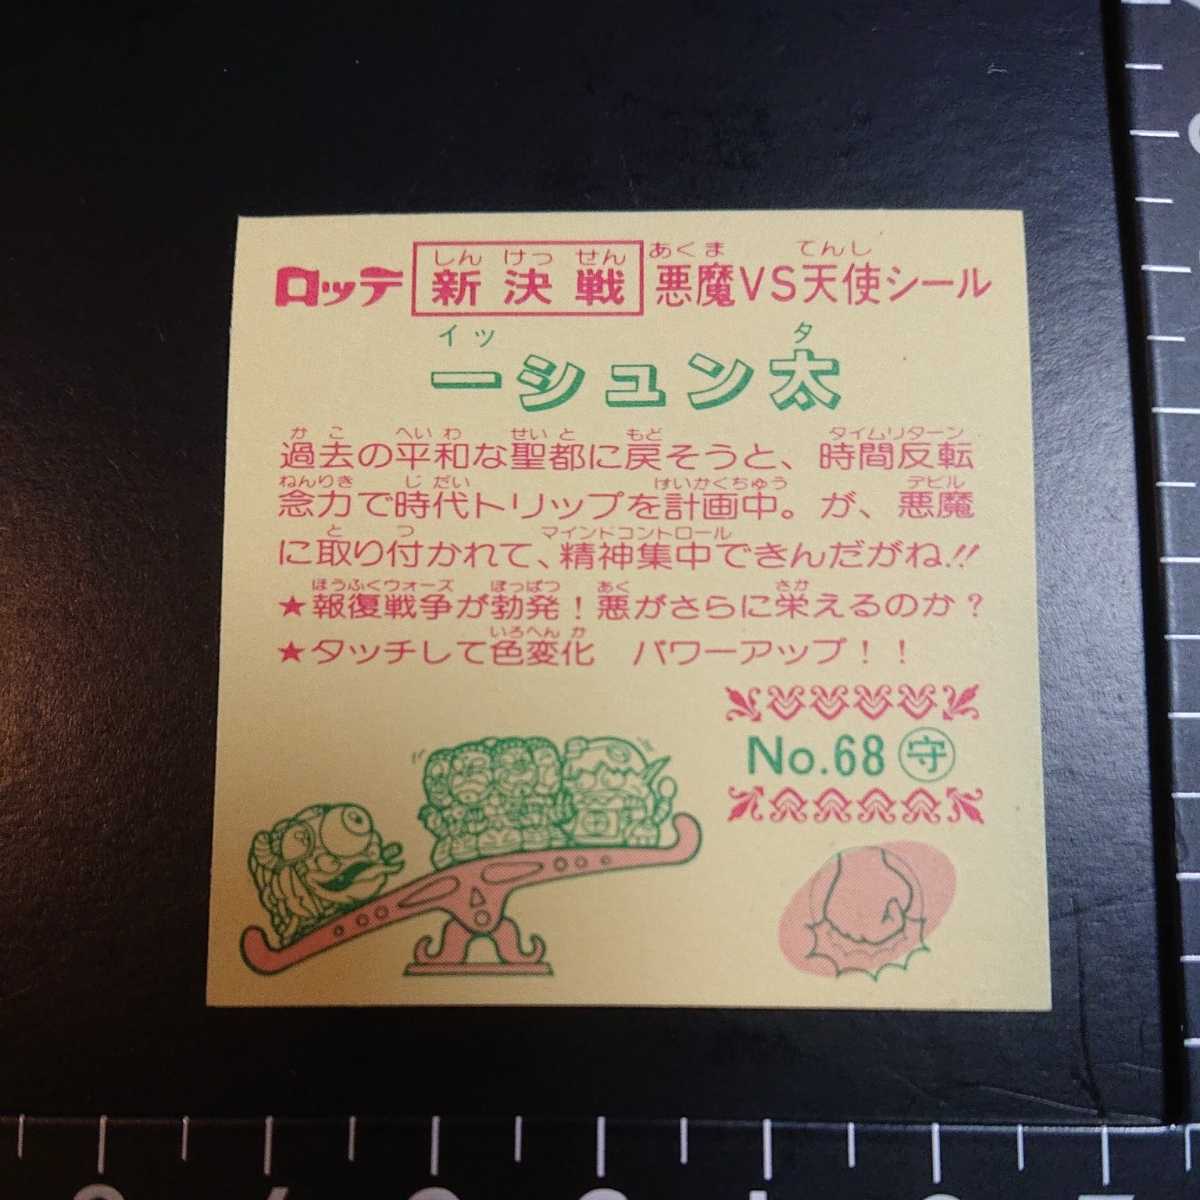 しん けっ せん あくま てんし
ロッテ 新決戦 悪魔VS天使シール
イッ タ
一シュン太
かこ へいわ せいと もど タイムリターン
過去の平和な聖都に戻そうと、時間反転
ねんりき じだい けいかくちゅう デビル
念力で時代トリップを計画中。が、悪魔
と つ マインドコントロール
に取り付かれて、精神集中できんだがね!!
ほうふくウォーズ ぼっぱつ あく さか
★報復戦争が勃発！悪がさらに栄えるのか？
いろへんか
★タッチして色変化 パワーアップ！！
No.68 守